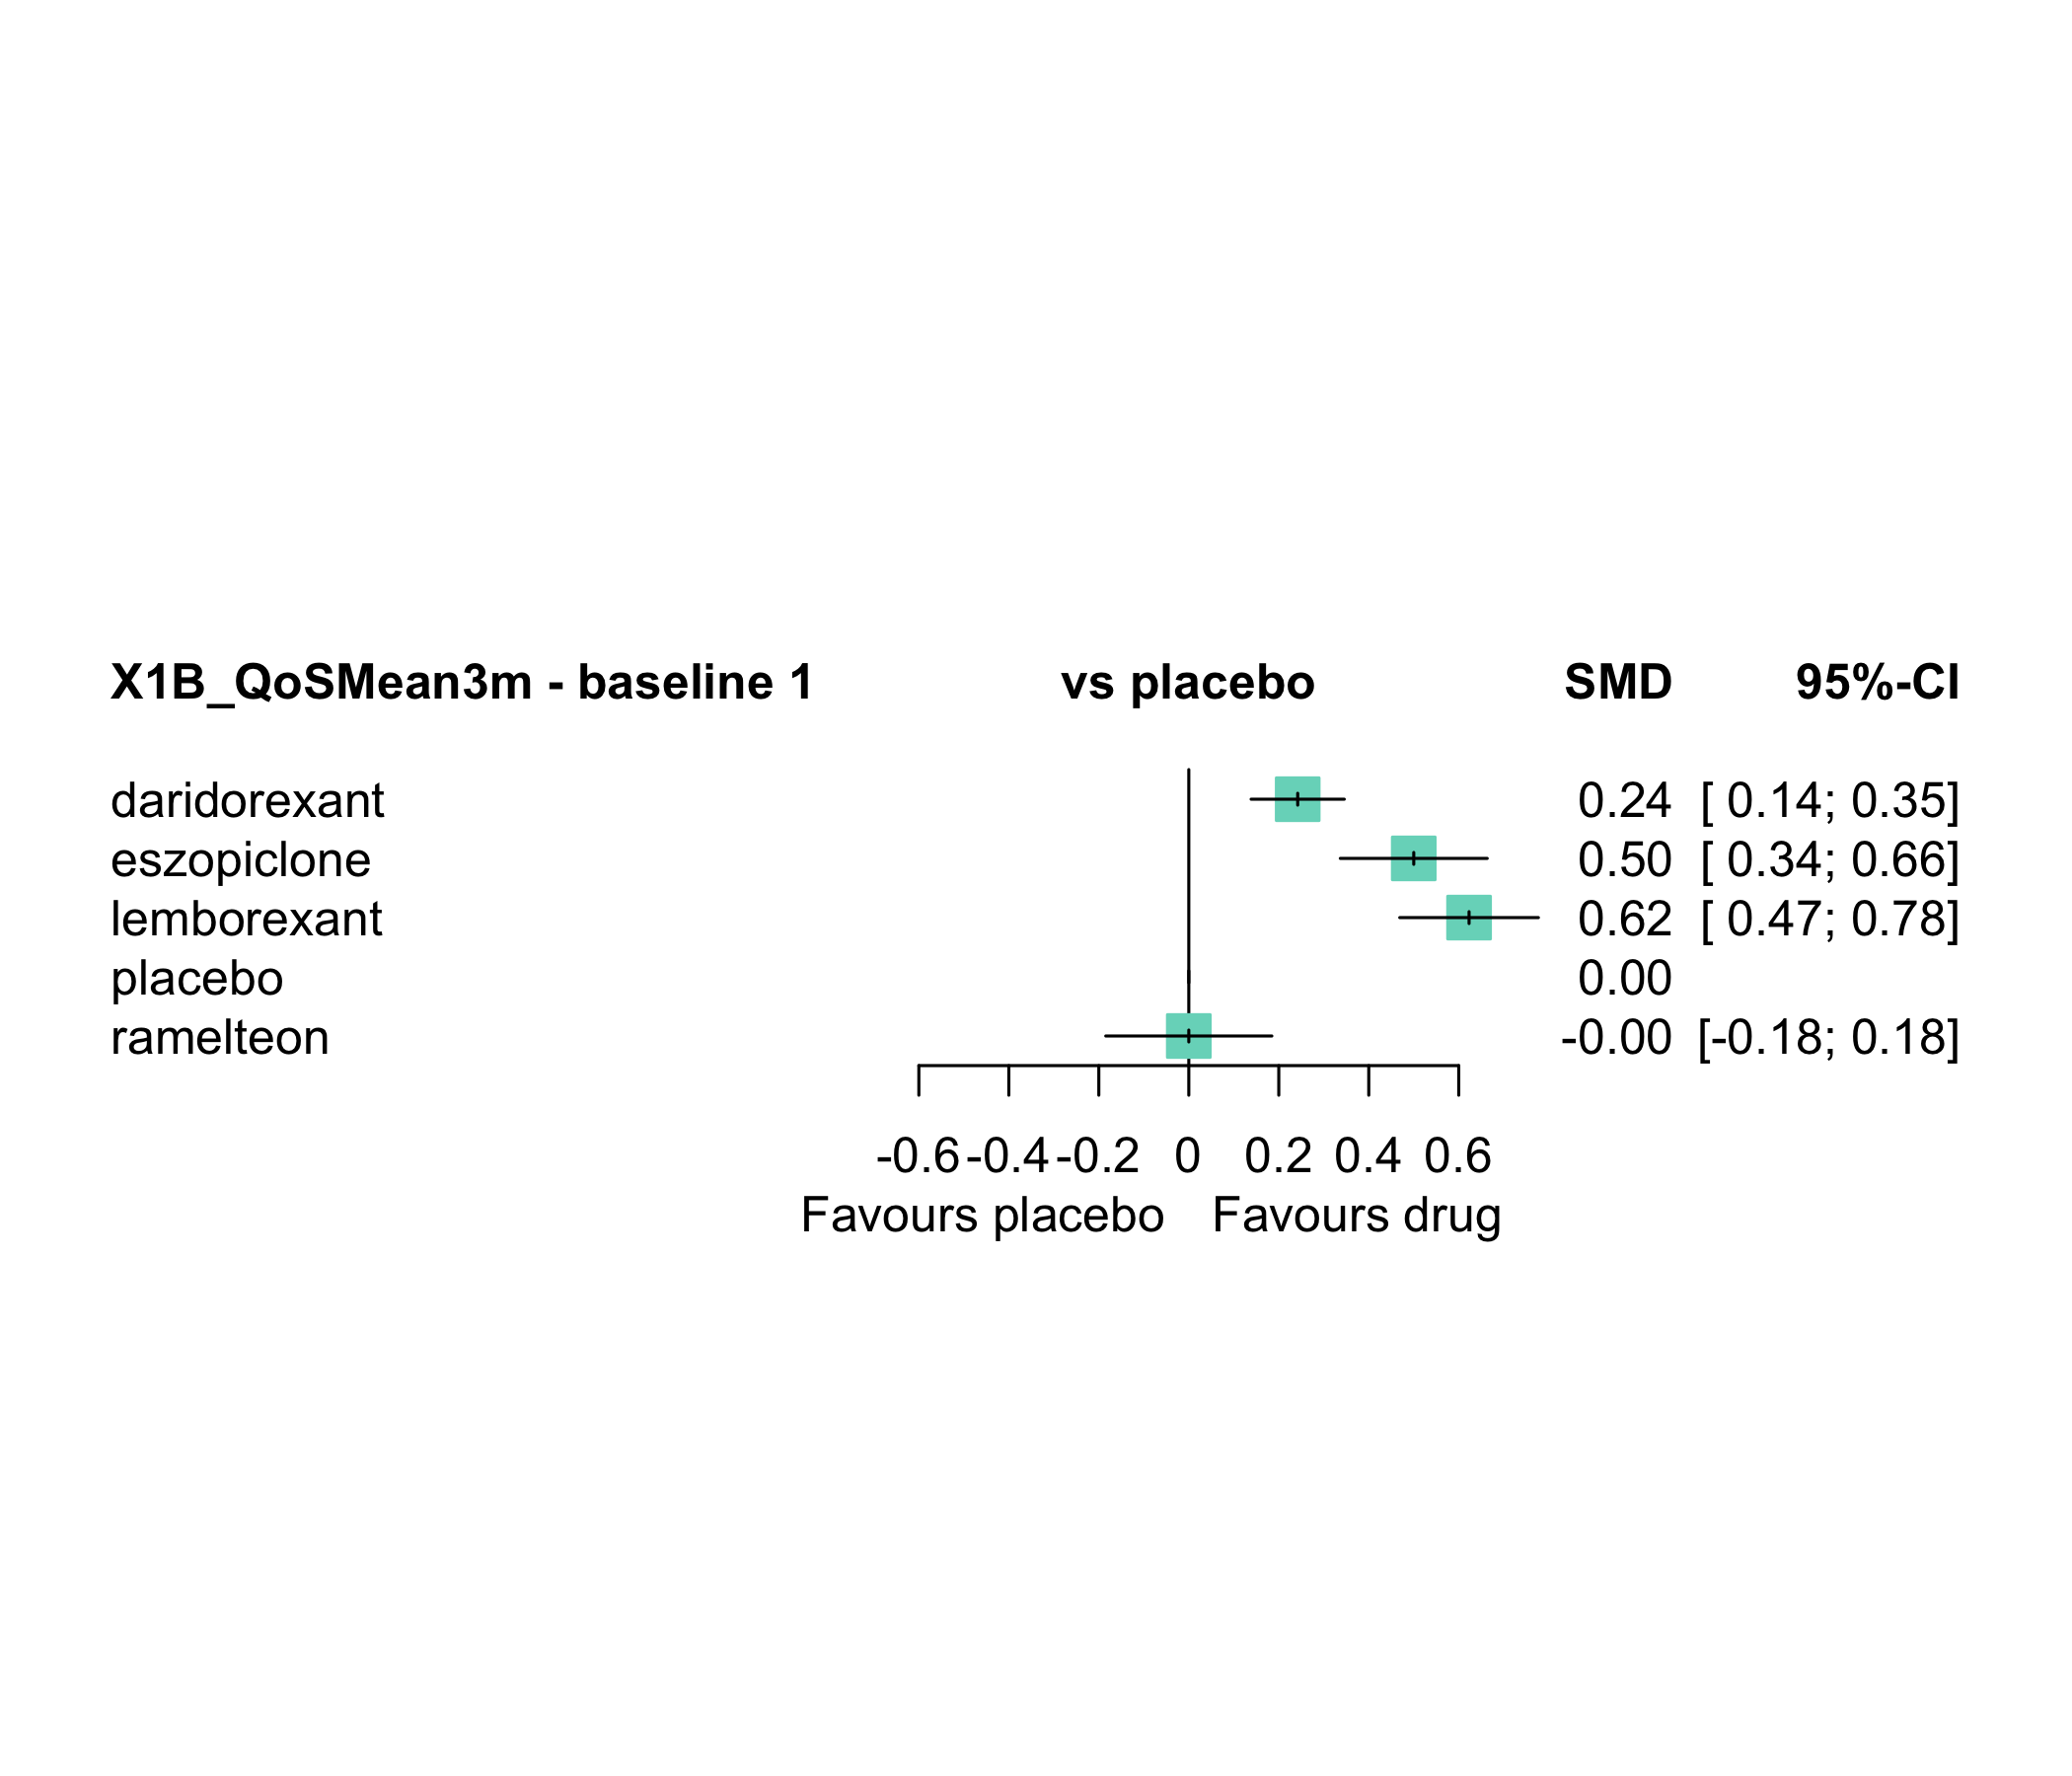 X1B_QoSMean3m - baseline 1 vs placebo SMD 95%-CI
daridorexant 0.24 [ 0.14; 0.35]
eszopiclone 0.50 [ 0.34; 0.66]
lemborexant 0.62 [ 0.47; 0.78]
placebo 0.00
ramelteon -0.00 [-0.18; 0.18]
-0.6 -0.4 -0.2 0 0.2 0.4 0.6
Favours placebo Favours drug